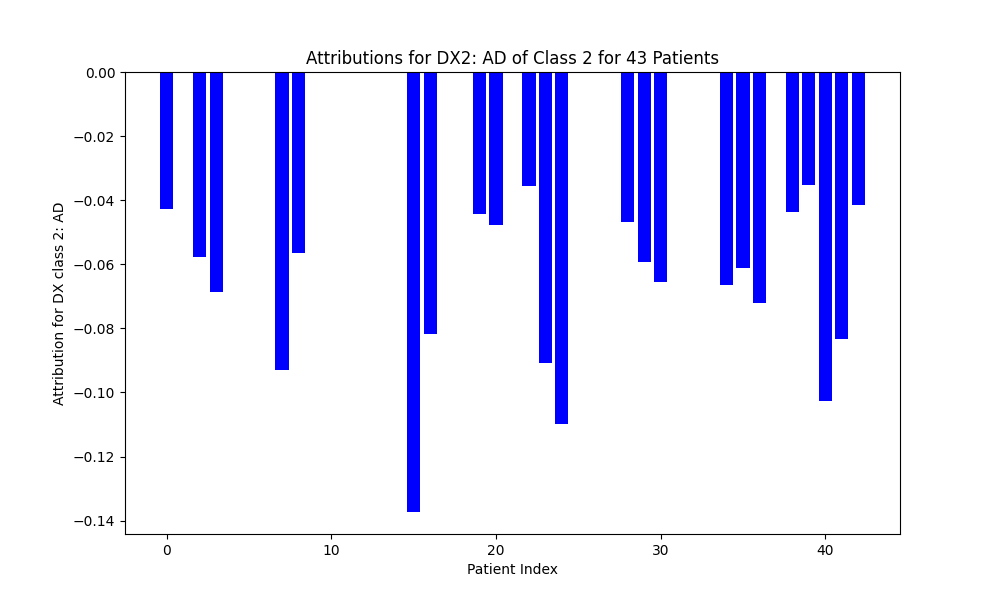 Attributions for DX2: AD of Class 2 for 43 Patients
Attribution for DX class 2: AD
0.00
−0.02
−0.04
−0.06
−0.08
−0.10
−0.12
−0.14
0 10 20 30 40
Patient Index